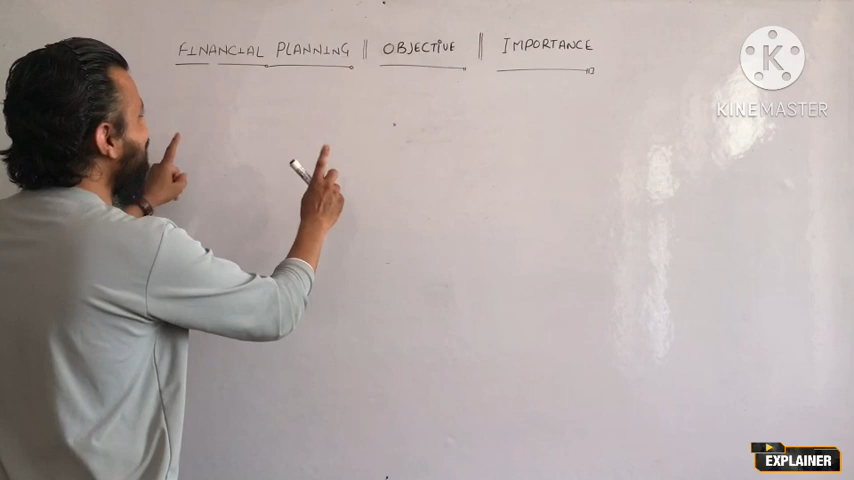 FINANCIAL PLANNING || OBJECTIVE || IMPORTANCE
K
KINEMASTER
EXPLAINER